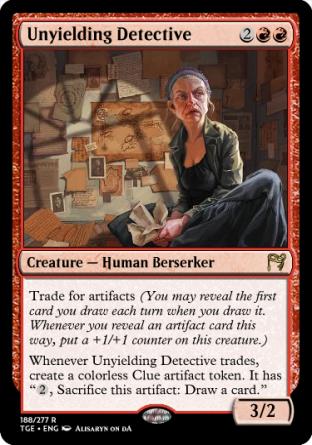 Unyielding Detective 2
Creature — Human Berserker
Trade for artifacts (You may reveal the first
card you draw each turn when you draw it.
Whenever you reveal an artifact card this
way, put a +1/+1 counter on this creature.)
Whenever Unyielding Detective trades,
create a colorless Clue artifact token. It has
“2, Sacrifice this artifact: Draw a card.”
3/2
188/277 R
TGE • ENG Alisaryn on dA